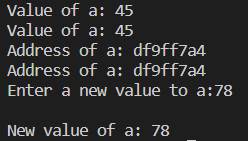 Value of a: 45
Value of a: 45
Address of a: df9ff7a4
Address of a: df9ff7a4
Enter a new value to a:78
New value of a: 78